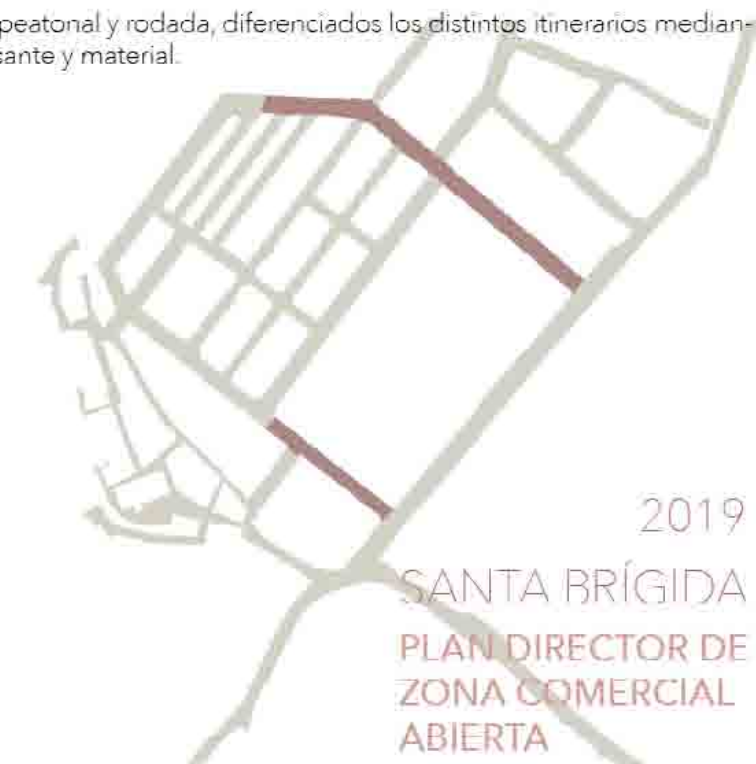 peatonal y rodada, diferenciados los distintos itinerarios median-
sante y material.
2019
SANTA BRÍGIDA
PLAN DIRECTOR DE
ZONA COMERCIAL
ABIERTA